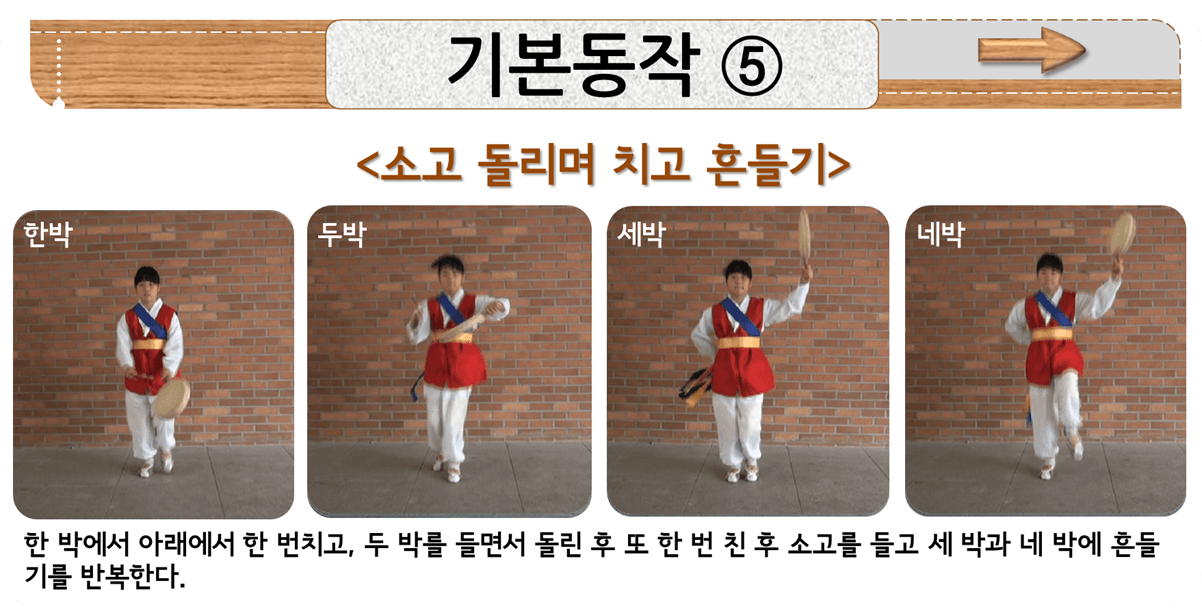 기본동작 ⑤
<소고 돌리며 치고 흔들기>
한박
두박
세박
네박
한 박에서 아래에서 한 번치고, 두 박를 들면서 돌린 후 또 한 번 친 후 소고를 들고 세 박과 네 박에 흔들
기를 반복한다.